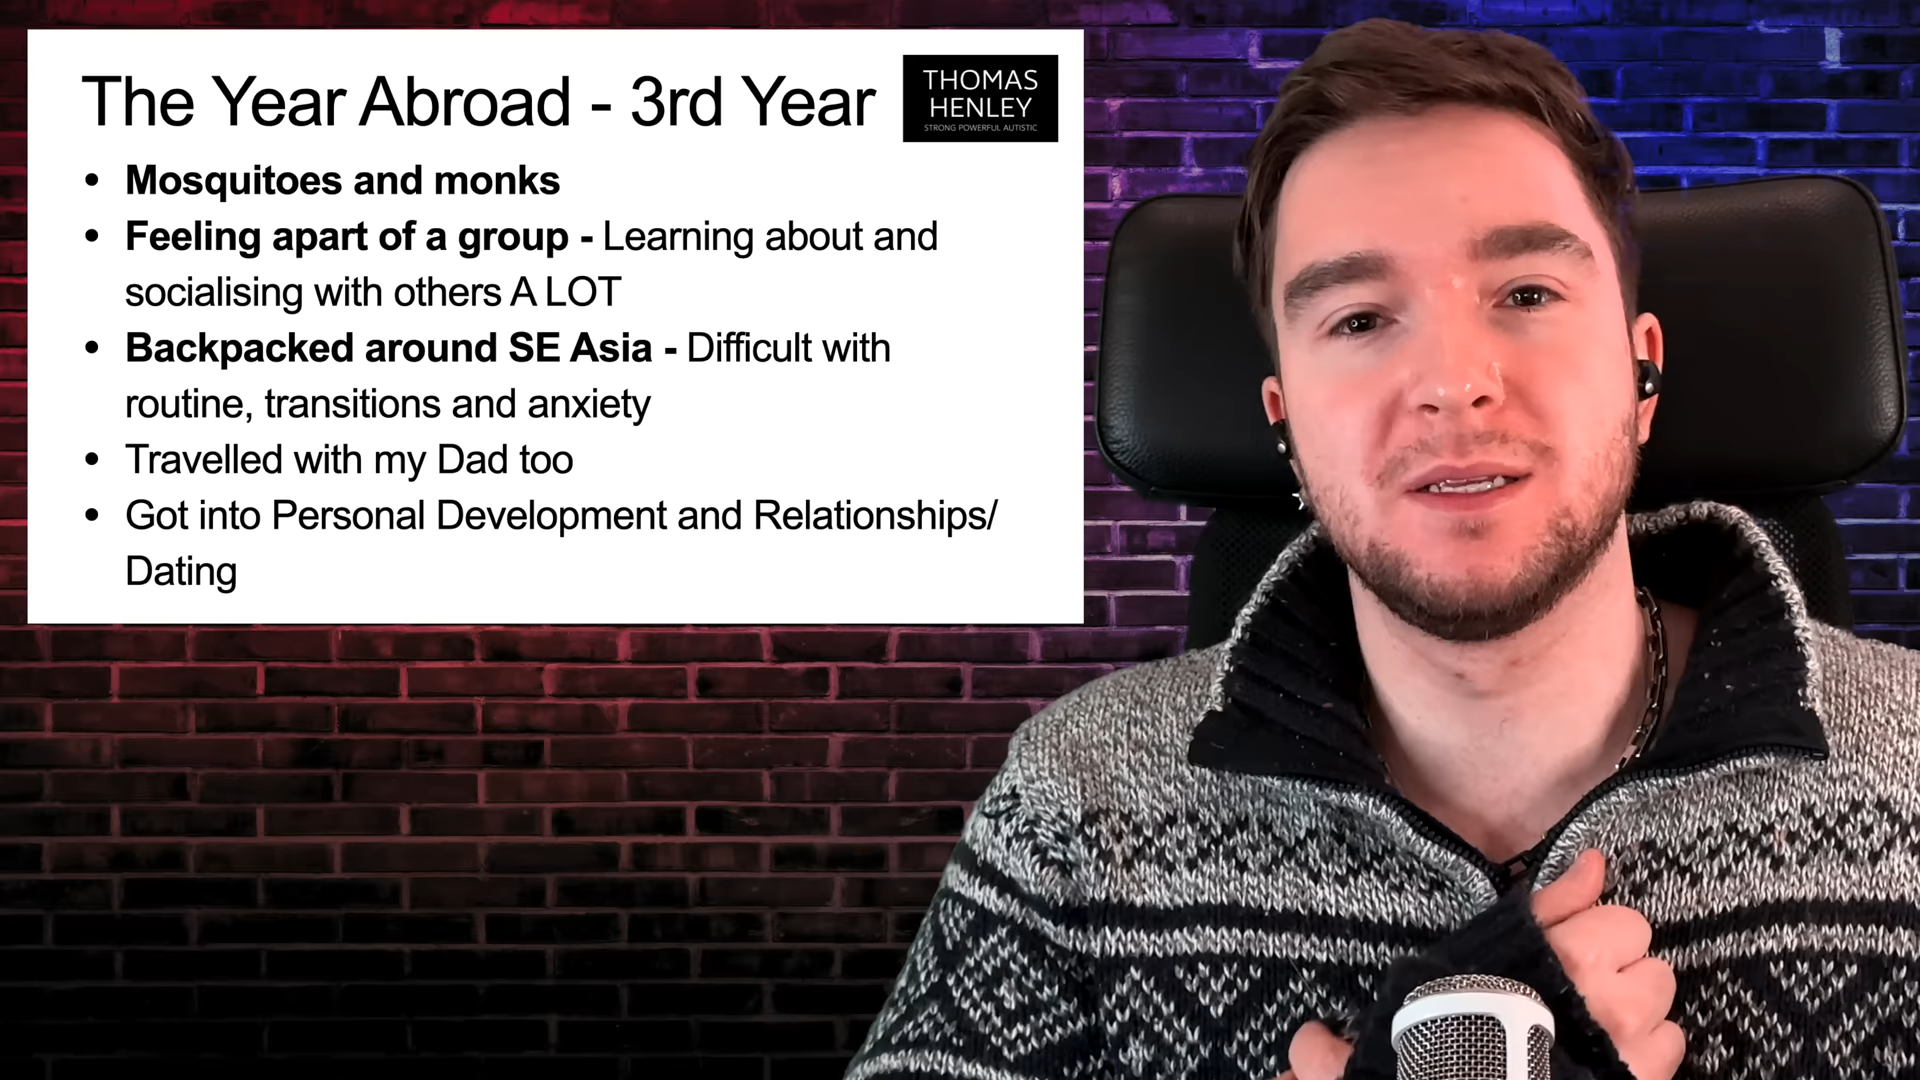 The Year Abroad - 3rd Year
THOMAS
HENLEY
STRONG POWERFUL AUTISTIC
• Mosquitoes and monks
• Feeling apart of a group - Learning about and
socialising with others A LOT
• Backpacked around SE Asia - Difficult with
routine, transitions and anxiety
• Travelled with my Dad too
• Got into Personal Development and Relationships/
Dating